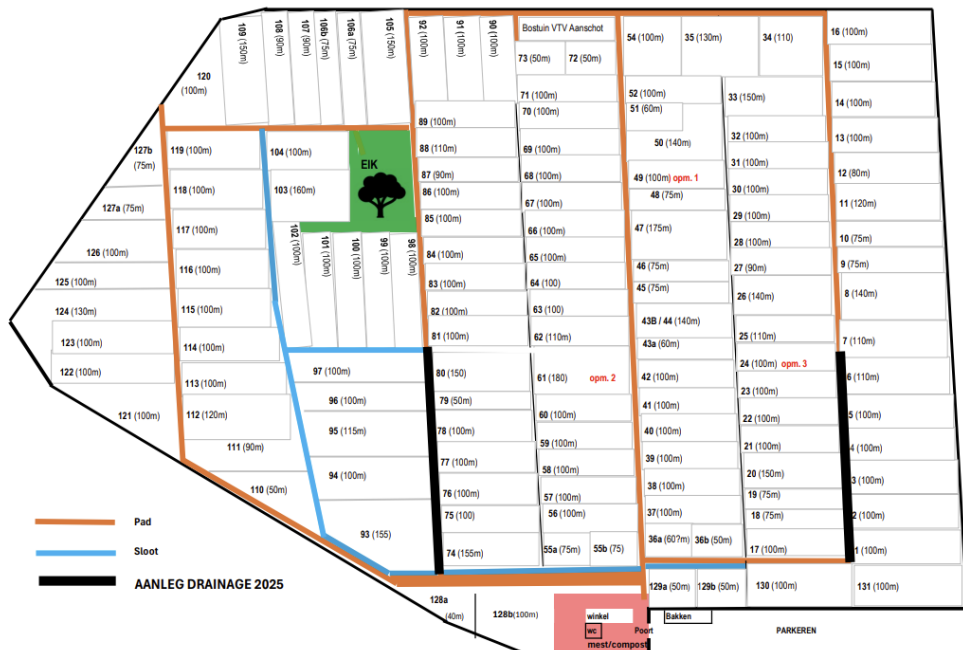 109 (150m)
108 (90m)
107 (90m)
106b (75m)
106a (75m)
105 (150m)
92 (100m)
91 (100m)
90 (100m)
Bostuin VTV Aanschot
73 (50m)
72 (50m)
54 (100m)
35 (130m)
34 (110)
16 (100m)
15 (100m)
120
(100m)
71 (100m)
52 (100m)
33 (150m)
14 (100m)
89 (100m)
70 (100m)
51 (60m)
32 (100m)
13 (100m)
127b
(75m)
119 (100m)
104 (100m)
EIK
88 (110m)
69 (100m)
50 (140m)
31 (100m)
12 (80m)
118 (100m)
103 (160m)
87 (90m)
68 (100m)
49 (100m) opm. 1
30 (100m)
127a (75m)
86 (100m)
67 (100m)
48 (75m)
29 (100m)
11 (120m)
117 (100m)
102 (100m)
101 (100m)
100 (100m)
99 (100m)
98 (100m)
85 (100m)
66 (100m)
47 (175m)
28 (100m)
10 (75m)
126 (100m)
116 (100m)
84 (100m)
65 (100m)
46 (75m)
27 (90m)
9 (75m)
125 (100m)
83 (100m)
64 (100)
45 (75m)
26 (140m)
8 (140m)
124 (130m)
115 (100m)
82 (100m)
63 (100)
43B / 44 (140m)
123 (100m)
114 (100m)
81 (100m)
62 (110m)
43a (60m)
25 (110m)
7 (110m)
122 (100m)
113 (100m)
97 (100m)
80 (150)
61 (180) opm. 2
42 (100m)
24 (100m) opm. 3
6 (110m)
121 (100m)
112 (120m)
96 (100m)
79 (50m)
60 (100m)
41 (100m)
23 (100m)
5 (100m)
111 (90m)
95 (115m)
78 (100m)
59 (100m)
40 (100m)
22 (100m)
4 (100m)
110 (50m)
94 (100m)
77 (100m)
58 (100m)
39 (100m)
21 (100m)
3 (100m)
76 (100m)
57 (100m)
38 (100m)
20 (150m)
19 (75m)
2 (100m)
93 (155)
75 (100)
56 (100m)
37(100m)
18 (75m)
74 (155m)
55a (75m)
55b (75)
36a (60?m)
36b (50m)
17 (100m)
1 (100m)
Pad
Sloot
AANLEG DRAINAGE 2025
129a (50m)
129b (50m)
130 (100m)
131 (100m)
128a
(40m)
128b(100m)
winkel
Bakken
wc
Poort
PARKEREN
mest/compost